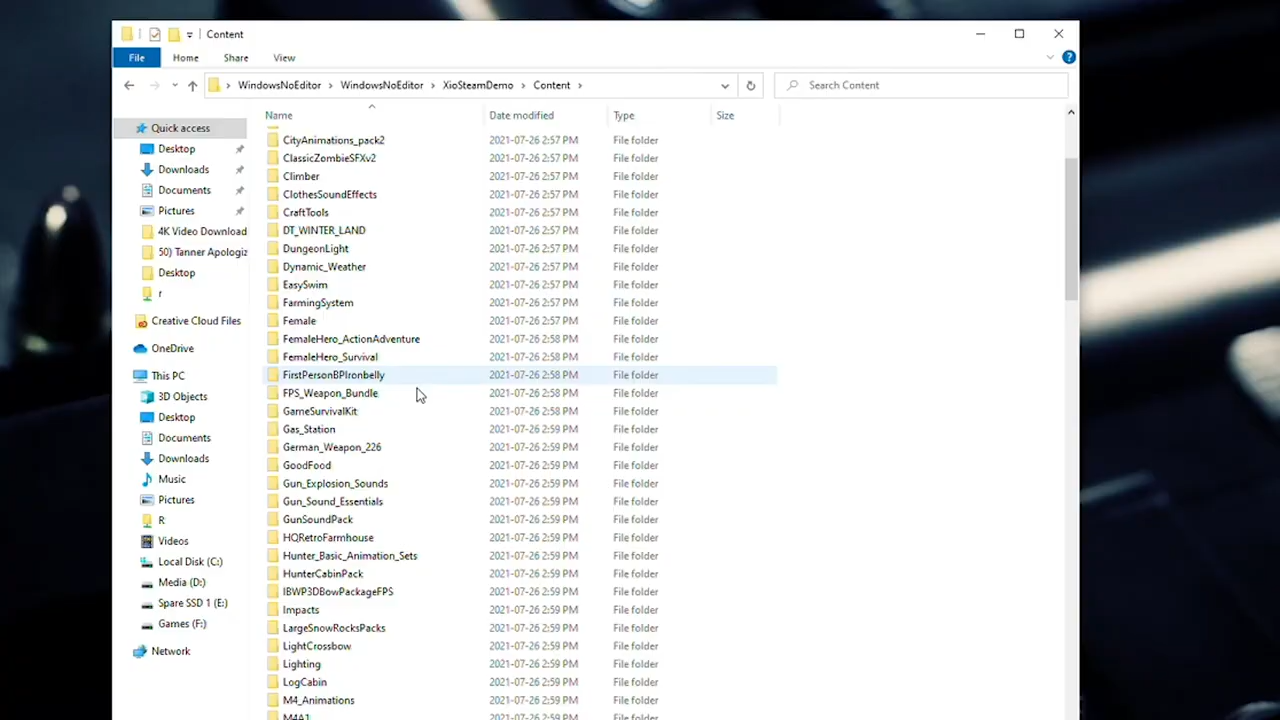 Content
File Home Share View
WindowsNoEditor > WindowsNoEditor > XioSteamDemo > Content > Search Content
Name Date modified Type Size
Quick access
Desktop
Downloads
Documents
Pictures
4K Video Download
50) Tanner Apologiz
Desktop
r
Creative Cloud Files
OneDrive
This PC
3D Objects
Desktop
Documents
Downloads
Music
Pictures
R
Videos
Local Disk (C:)
Media (D:)
Spare SSD 1 (E:)
Games (F:)
Network
CityAnimations_pack2 2021-07-26 2:57 PM File folder
ClassicZombieSFXv2 2021-07-26 2:57 PM File folder
Climber 2021-07-26 2:57 PM File folder
ClothesSoundEffects 2021-07-26 2:57 PM File folder
CraftTools 2021-07-26 2:57 PM File folder
DT_WINTER_LAND 2021-07-26 2:57 PM File folder
DungeonLight 2021-07-26 2:57 PM File folder
Dynamic_Weather 2021-07-26 2:57 PM File folder
EasySwim 2021-07-26 2:57 PM File folder
FarmingSystem 2021-07-26 2:57 PM File folder
Female 2021-07-26 2:57 PM File folder
FemaleHero_ActionAdventure 2021-07-26 2:58 PM File folder
FemaleHero_Survival 2021-07-26 2:58 PM File folder
FirstPersonBPIronbelly 2021-07-26 2:58 PM File folder
FPS_Weapon_Bundle 2021-07-26 2:58 PM File folder
GameSurvivalKit 2021-07-26 2:58 PM File folder
Gas_Station 2021-07-26 2:59 PM File folder
German_Weapon_226 2021-07-26 2:59 PM File folder
GoodFood 2021-07-26 2:59 PM File folder
Gun_Explosion_Sounds 2021-07-26 2:59 PM File folder
Gun_Sound_Essentials 2021-07-26 2:59 PM File folder
GunSoundPack 2021-07-26 2:59 PM File folder
HQRetroFarmhouse 2021-07-26 2:59 PM File folder
Hunter_Basic_Animation_Sets 2021-07-26 2:59 PM File folder
HunterCabinPack 2021-07-26 2:59 PM File folder
IBWP3DBowPackageFPS 2021-07-26 2:59 PM File folder
Impacts 2021-07-26 2:59 PM File folder
LargeSnowRocksPacks 2021-07-26 2:59 PM File folder
LightCrossbow 2021-07-26 2:59 PM File folder
Lighting 2021-07-26 2:59 PM File folder
LogCabin 2021-07-26 2:59 PM File folder
M4_Animations 2021-07-26 2:59 PM File folder
M4A1 2021-07-26 2:59 PM File folder